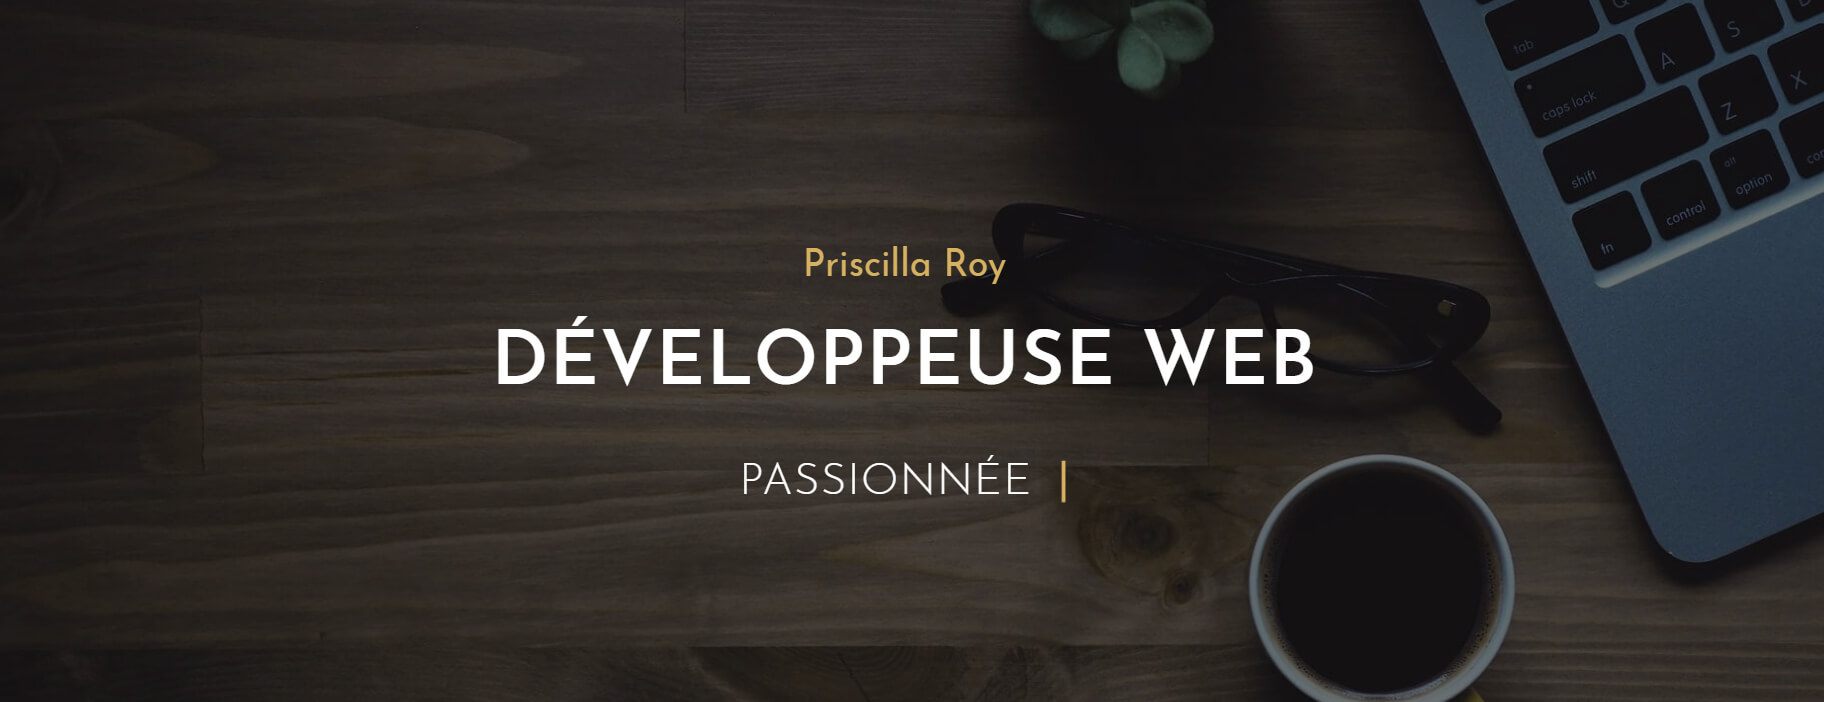 Priscilla Roy
DÉVELOPPEUSE WEB
PASSIONNÉE |
tab
Q
caps lock
A
S
shift
Z
X
fn
control
alt
option